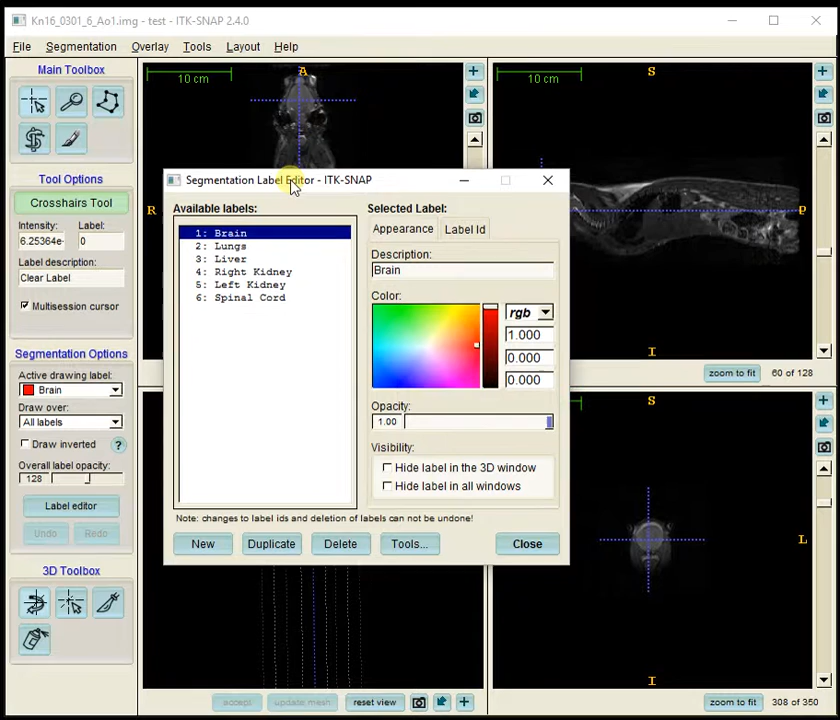 Kn16_0301_6_Ao1.img - test - ITK-SNAP 2.4.0
File Segmentation Overlay Tools Layout Help
Main Toolbox
Tool Options
Crosshairs Tool
Intensity: Label:
6.25364e- 0
Label description:
Clear Label
Multisession cursor
Segmentation Options
Active drawing label:
Brain
Draw over:
All labels
Draw inverted ?
Overall label opacity:
128
Label editor
Undo Redo
3D Toolbox
10 cm
A
R
10 cm
S
P
I
zoom to fit 60 of 128
Segmentation Label Editor - ITK-SNAP
Available labels:
1: Brain
2: Lungs
3: Liver
4: Right Kidney
5: Left Kidney
6: Spinal Cord
Selected Label:
Appearance Label Id
Description:
Brain
Color:
rgb
1.000
0.000
0.000
Opacity:
1.00
Visibility:
Hide label in the 3D window
Hide label in all windows
Note: changes to label ids and deletion of labels can not be undone!
New Duplicate Delete Tools... Close
S
L
I
accept update mesh reset view
zoom to fit 308 of 350